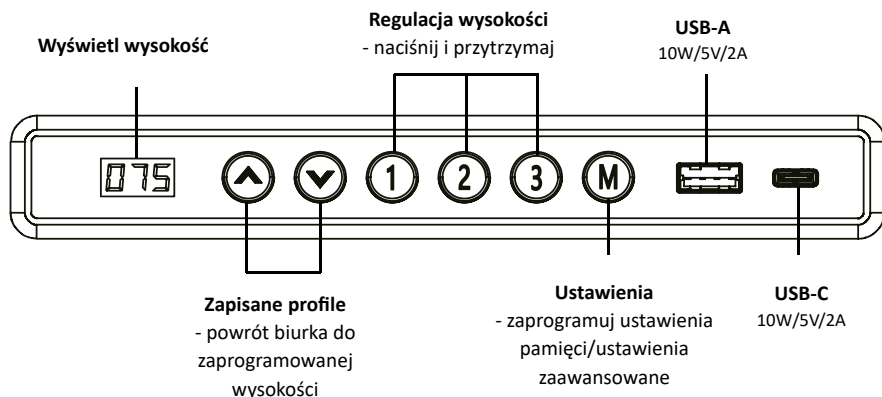 Wyświetl wysokość
Regulacja wysokości
- naciśnij i przytrzymaj
USB-A
10W/5V/2A
075
1
2
3
M
Zapisane profile
- powrót biurka do
zaprogramowanej
wysokości
Ustawienia
- zaprogramuj ustawienia
pamięci/ustawienia
zaawansowane
USB-C
10W/5V/2A